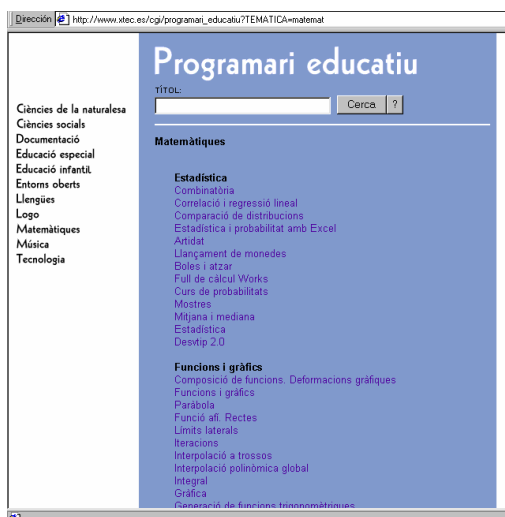 Dirección http://www.xtec.es/cgi/programari_educatiu?TEMATICA=matemat
Programari educatiu
TÍTOL:
Cerca ?
Ciències de la naturalesa
Ciències socials
Documentació
Educació especial
Educació infantil
Entorns oberts
Llengües
Logo
Matemàtiques
Música
Tecnologia
Matemàtiques
Estadística
Combinatòria
Correlació i regressió lineal
Comparació de distribucions
Estadística i probabilitat amb Excel
Artidat
Llançament de monedes
Boles i atzar
Full de càlcul Works
Curs de probabilitats
Mostres
Mitjana i mediana
Estadística
Desvtip 2.0
Funcions i gràfics
Composició de funcions. Deformacions gràfiques
Funcions i gràfics
Paràbola
Funció afí. Rectes
Límits laterals
Iteracions
Interpolació a trossos
Interpolació polinòmica global
Integral
Gràfica
Generació de funcions trigonomètriques